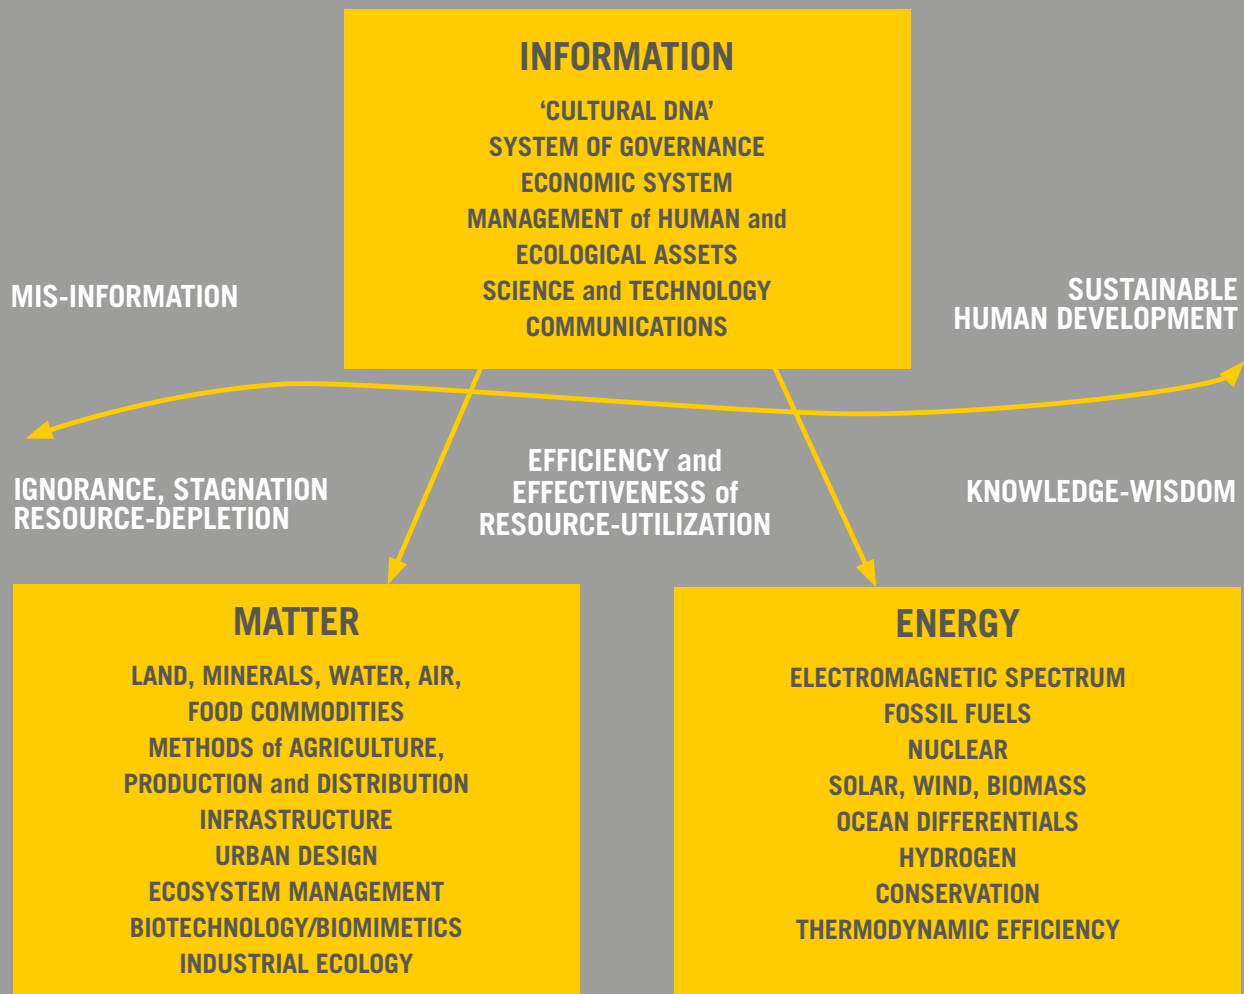 INFORMATION
‘CULTURAL DNA’
SYSTEM OF GOVERNANCE
ECONOMIC SYSTEM
MANAGEMENT of HUMAN and
ECOLOGICAL ASSETS
SCIENCE and TECHNOLOGY
COMMUNICATIONS
MIS-INFORMATION
SUSTAINABLE
HUMAN DEVELOPMENT
IGNORANCE, STAGNATION
RESOURCE-DEPLETION
EFFICIENCY and
EFFECTIVENESS of
RESOURCE-UTILIZATION
KNOWLEDGE-WISDOM
MATTER
LAND, MINERALS, WATER, AIR,
FOOD COMMODITIES
METHODS of AGRICULTURE,
PRODUCTION and DISTRIBUTION
INFRASTRUCTURE
URBAN DESIGN
ECOSYSTEM MANAGEMENT
BIOTECHNOLOGY/BIOMIMETICS
INDUSTRIAL ECOLOGY
ENERGY
ELECTROMAGNETIC SPECTRUM
FOSSIL FUELS
NUCLEAR
SOLAR, WIND, BIOMASS
OCEAN DIFFERENTIALS
HYDROGEN
CONSERVATION
THERMODYNAMIC EFFICIENCY